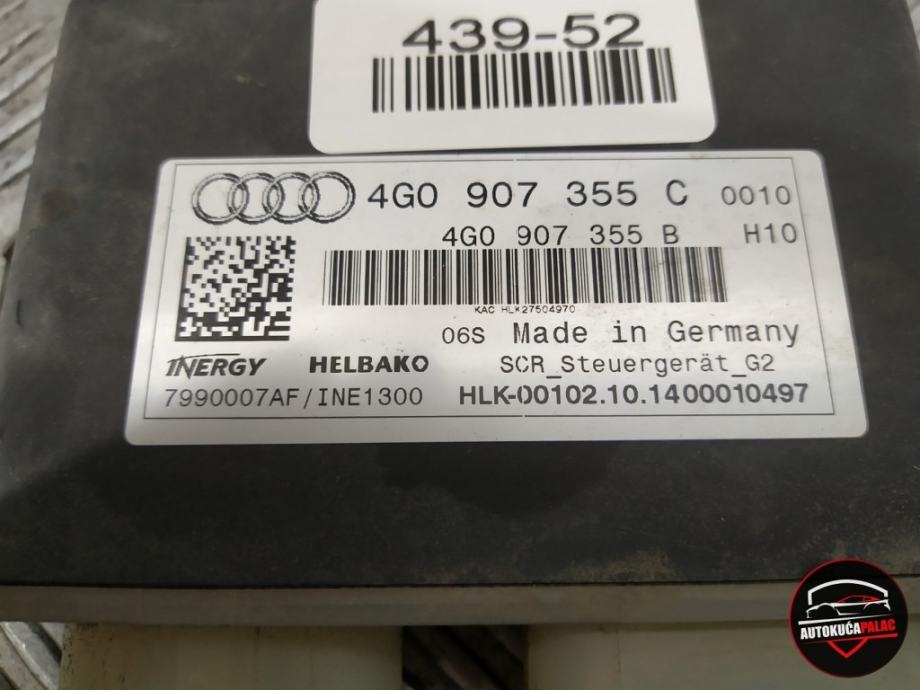 439-52
4G0 907 355 C 0010
4G0 907 355 B H10
KAC HLK27504970
06S Made in Germany
INERGY HELBAKO SCR_Steuergerät_G2
7990007AF/INE1300 HLK-00102.10.1400010497
AUTOKUĆAPALAC